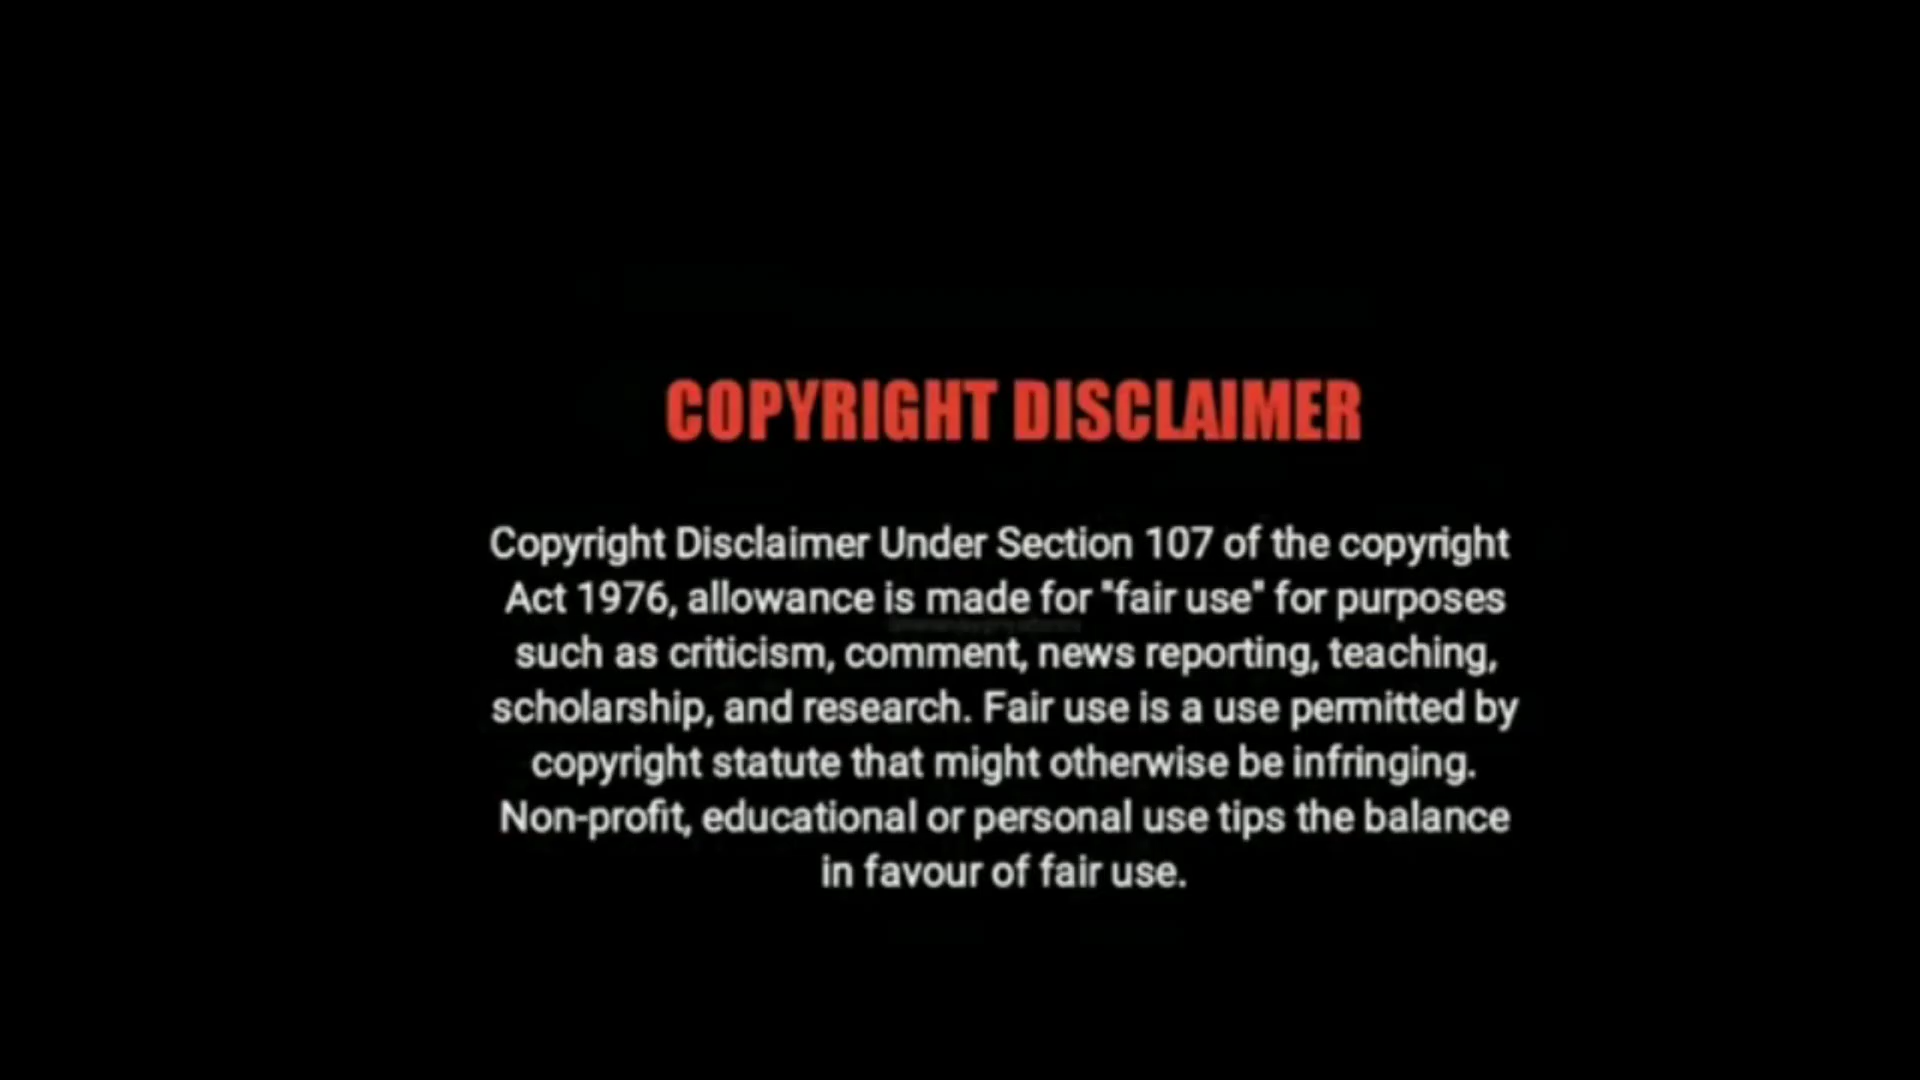 COPYRIGHT DISCLAIMER
Copyright Disclaimer Under Section 107 of the copyright
Act 1976, allowance is made for "fair use" for purposes
such as criticism, comment, news reporting, teaching,
scholarship, and research. Fair use is a use permitted by
copyright statute that might otherwise be infringing.
Non-profit, educational or personal use tips the balance
in favour of fair use.